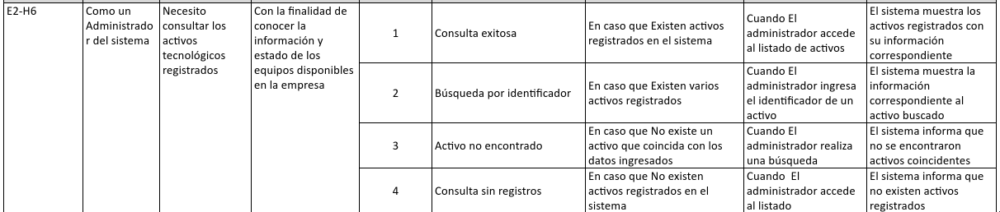 E2-H6
Como un
Administrado
r del sistema
Necesito
consultar los
activos
tecnológicos
registrados
Con la finalidad de
conocer la
información y
estado de los
equipos disponibles
en la empresa
1
Consulta exitosa
En caso que Existen activos
registrados en el sistema
Cuando El
administrador accede
al listado de activos
El sistema muestra los
activos registrados con
su información
correspondiente
2
Búsqueda por identificador
En caso que Existen varios
activos registrados
Cuando El
administrador ingresa
el identificador de un
activo
El sistema muestra la
información
correspondiente al
activo buscado
3
Activo no encontrado
En caso que No existe un
activo que coincida con los
datos ingresados
Cuando El
administrador realiza
una búsqueda
El sistema informa que
no se encontraron
activos coincidentes
4
Consulta sin registros
En caso que No existen
activos registrados en el
sistema
Cuando  El
administrador accede
al listado
El sistema informa que
no existen activos
registrados